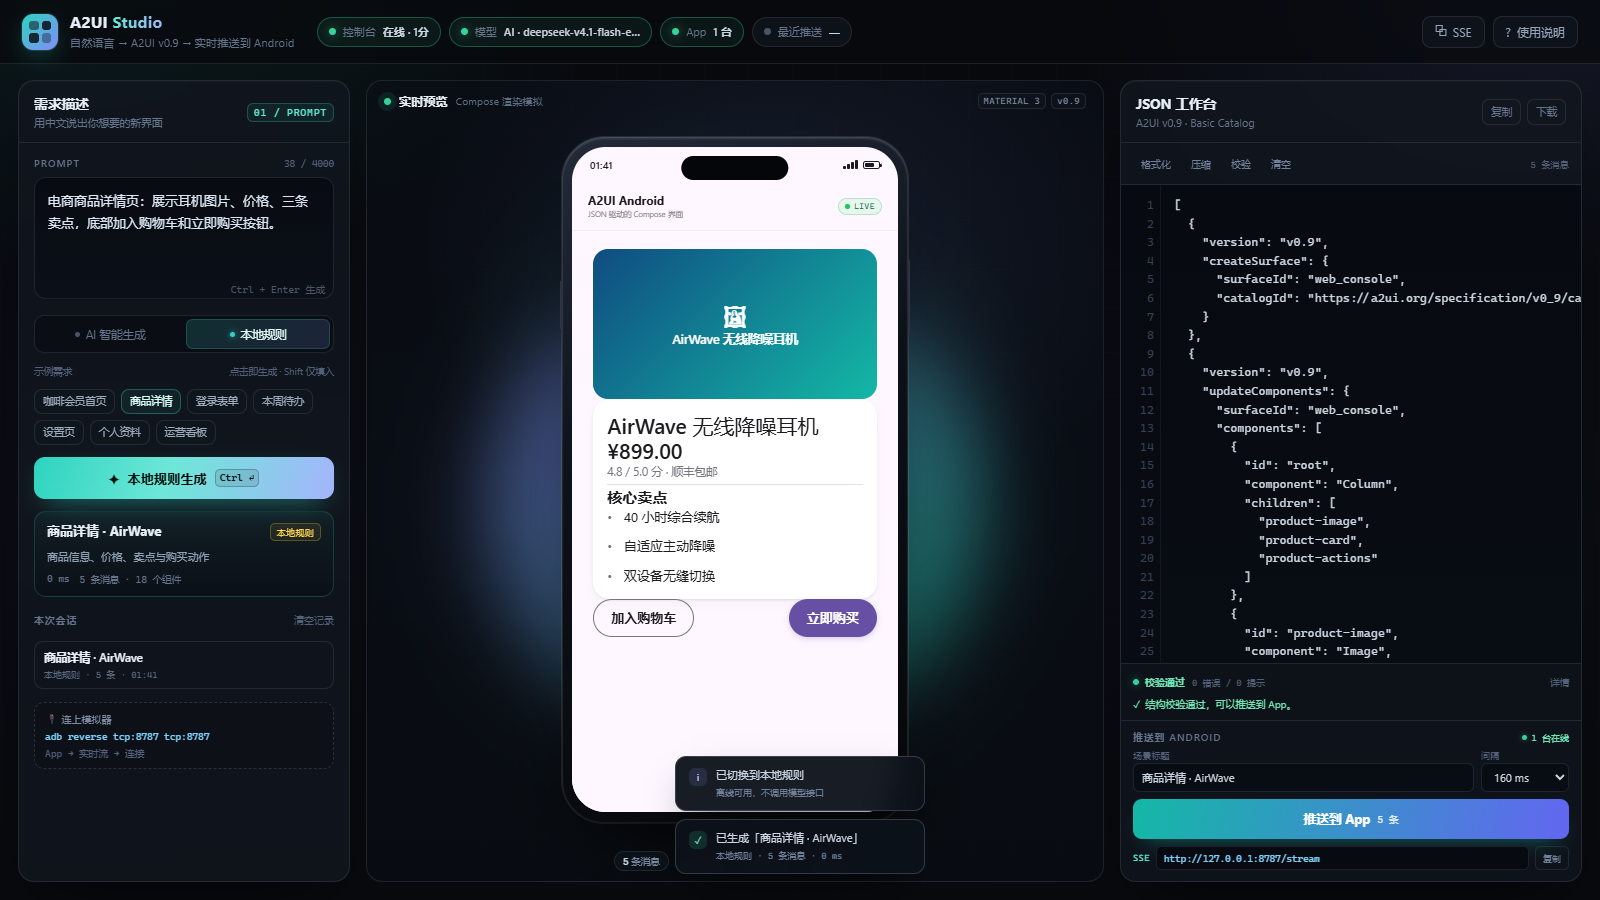 A2UI Studio
自然语言 → A2UI v0.9 → 实时推送到 Android
控制台 在线 · 1分
模型 AI · deepseek-v4.1-flash-e...
App 1 台
最近推送 —
SSE
? 使用说明
需求描述
用中文说出你想要的新界面
01 / PROMPT
PROMPT
38 / 4000
电商商品详情页：展示耳机图片、价格、三条
卖点，底部加入购物车和立即购买按钮。
Ctrl + Enter 生成
AI 智能生成
本地规则
示例需求
点击即生成 · Shift 仅填入
咖啡会员首页
商品详情
登录表单
本周待办
设置页
个人资料
运营看板
✦ 本地规则生成 Ctrl ⏎
商品详情 · AirWave
本地规则
商品信息、价格、卖点与购买动作
0 ms 5 条消息 · 18 个组件
本次会话
清空记录
商品详情 · AirWave
本地规则 · 5 条 · 01:41
连上模拟器
adb reverse tcp:8787 tcp:8787
App → 实时流 → 连接
实时预览 Compose 渲染模拟
MATERIAL 3
v0.9
01:41
A2UI Android
JSON 驱动的 Compose 界面
LIVE
AirWave 无线降噪耳机
AirWave 无线降噪耳机
¥899.00
4.8 / 5.0 分 · 顺丰包邮
核心卖点
• 40 小时综合续航
• 自适应主动降噪
• 双设备无缝切换
加入购物车
立即购买
i 已切换到本地规则
离线可用，不调用模型接口
✓ 已生成「商品详情 · AirWave」
本地规则 · 5 条消息 · 0 ms
5 条消息
JSON 工作台
A2UI v0.9 · Basic Catalog
复制
下载
格式化
压缩
校验
清空
5 条消息
1 [
2 {
3 "version": "v0.9",
4 "createSurface": {
5 "surfaceId": "web_console",
6 "catalogId": "https://a2ui.org/specification/v0_9/ca
7 }
8 },
9 {
10 "version": "v0.9",
11 "updateComponents": {
12 "surfaceId": "web_console",
13 "components": [
14 {
15 "id": "root",
16 "component": "Column",
17 "children": [
18 "product-image",
19 "product-card",
20 "product-actions"
21 ]
22 },
23 {
24 "id": "product-image",
25 "component": "Image",
校验通过 0 错误 / 0 提示
详情
✓ 结构校验通过，可以推送到 App。
推送到 ANDROID
1 台在线
场景标题
间隔
商品详情 · AirWave
160 ms
推送到 App 5 条
SSE
http://127.0.0.1:8787/stream
复制